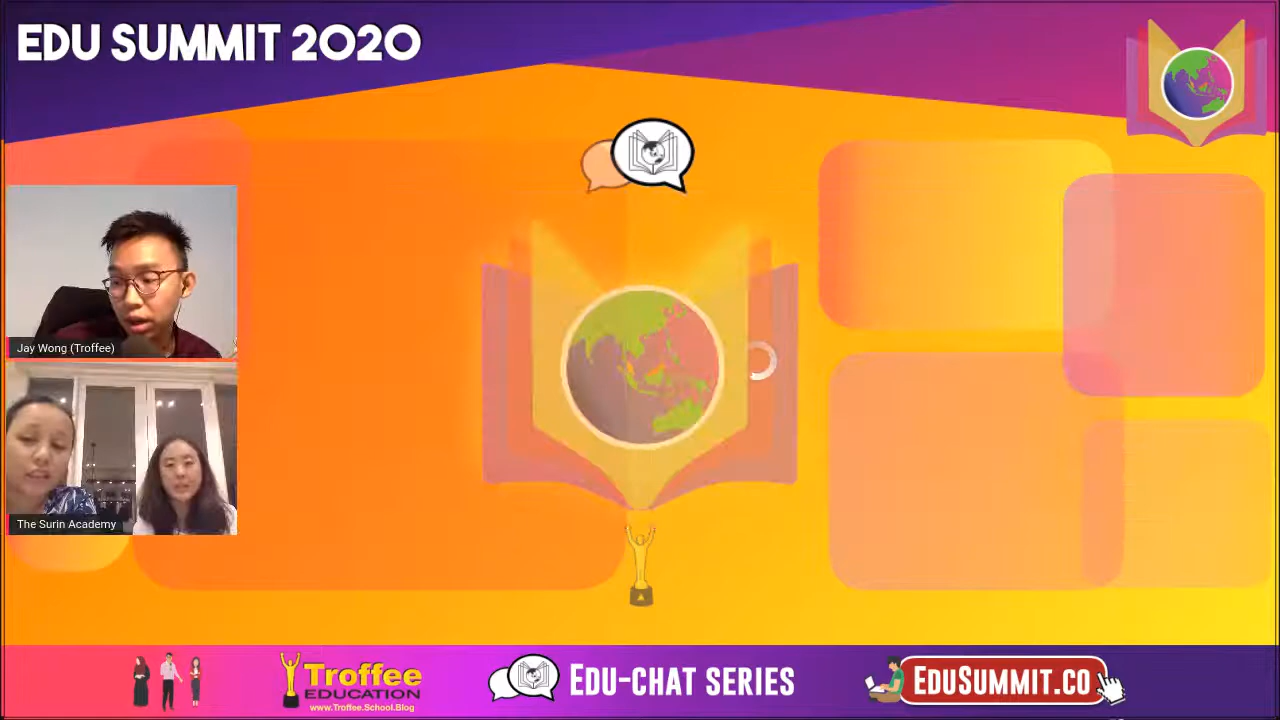 EDU SUMMIT 2020
Jay Wong (Troffee)
The Surin Academy
Troffee
EDUCATION
www.Troffee.School.Blog
EDU-CHAT SERIES
EDUSUMMIT.CO